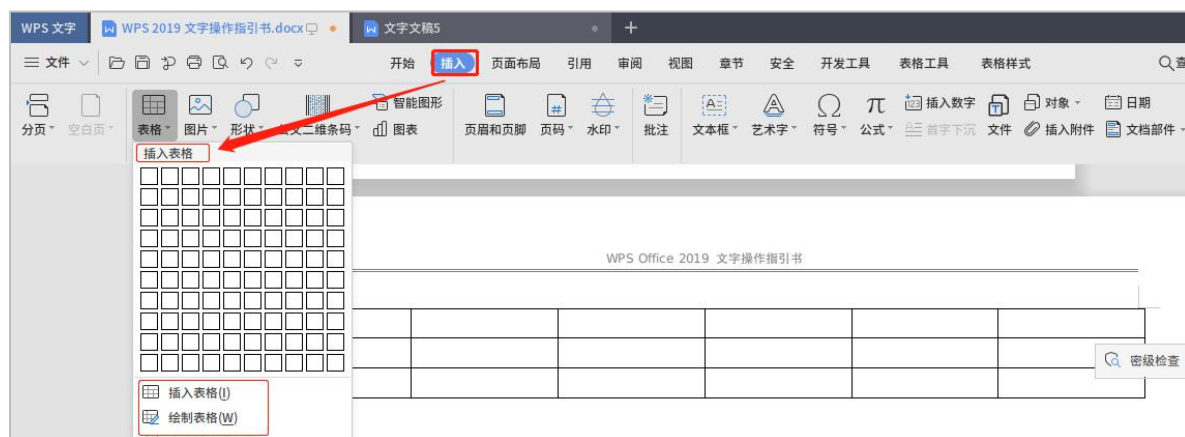 WPS 文字 WPS 2019 文字操作指引书.docx 文字文稿5
文件 开始 插入 页面布局 引用 审阅 视图 章节 安全 开发工具 表格工具 表格样式
智能图形 插入数字 对象 日期
分页 空白页 表格 图片 形状 二维条码 图表 页眉和页脚 页码 水印 批注 文本框 艺术字 符号 公式 首字下沉 文件 插入附件 文档部件
插入表格
WPS Office 2019 文字操作指引书
密级检查
插入表格(I)
绘制表格(W)